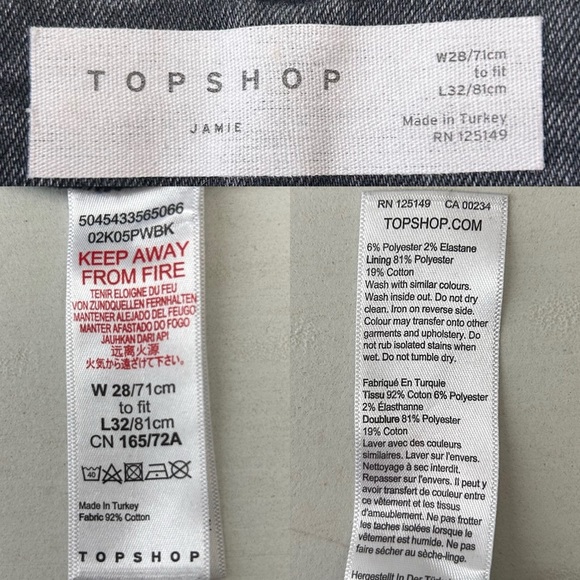 TOPSHOP
JAMIE
W28/71cm
to fit
L32/81cm
Made in Turkey
RN 125149
5045433565066
02K05PWBK
KEEP AWAY
FROM FIRE
TENIR ELOIGNE DU FEU
VON ZUNDQUELLEN FERNHALTEN
MANTENER ALEJADO DEL FEUGO
MANTER AFASTADO DO FOGO
JAUHKAN DARI API
远离火源
火気から遠ざけて下さい。
W 28/71cm
to fit
L32/81cm
CN 165/72A
40
Made In Turkey
Fabric 92% Cotton
TOPSHOP
RN 125149 CA 00234
TOPSHOP.COM
6% Polyester 2% Elastane
Lining 81% Polyester
19% Cotton
Wash with similar colours.
Wash inside out. Do not dry
clean. Iron on reverse side.
Colour may transfer onto other
garments and upholstery. Do
not rub isolated stains when
wet. Do not tumble dry.
Fabriqué En Turquie
Tissu 92% Coton 6% Polyester
2% Élasthanne
Doublure 81% Polyester
19% Coton
Laver avec des couleurs
similaires. Laver sur l'envers.
Nettoyage à sec interdit.
Repasser sur l'envers. Il peut y
avoir transfert de couleur entre
ce vêtement et les tissus
d'ameublement. Ne pas frotter
les taches isolées lorsque le
vêtement est humide. Ne pas
faire sécher au sèche-linge.
Hergestellt In Der